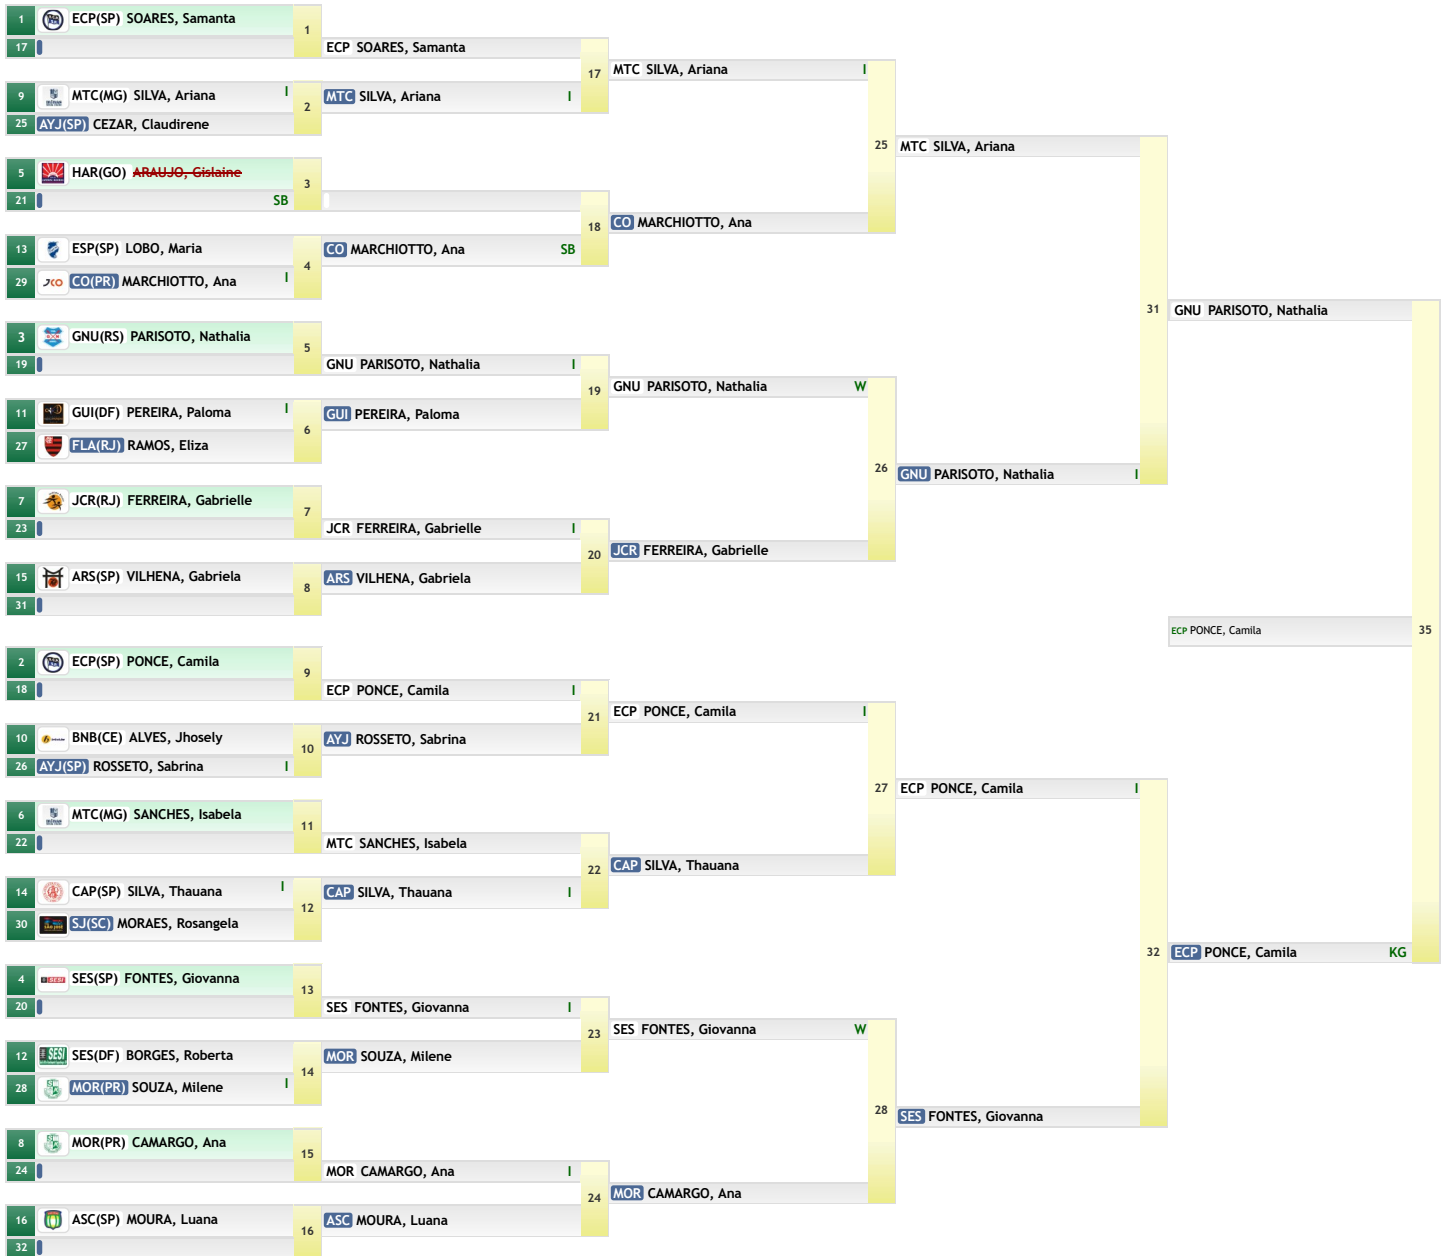 1 ECP(SP) SOARES, Samanta
17
1
9 MTC(MG) SILVA, Ariana I
25 AYJ(SP) CEZAR, Claudirene
2
5 HAR(GO) ARAUJO, Gislaine
21 SB
3
13 ESP(SP) LOBO, Maria
29 CO(PR) MARCHIOTTO, Ana I
4
3 GNU(RS) PARISOTO, Nathalia
19
5
11 GUI(DF) PEREIRA, Paloma I
27 FLA(RJ) RAMOS, Eliza
6
7 JCR(RJ) FERREIRA, Gabrielle
23
7
15 ARS(SP) VILHENA, Gabriela
31
8
2 ECP(SP) PONCE, Camila
18
9
10 BNB(CE) ALVES, Jhosely
26 AYJ(SP) ROSSETO, Sabrina I
10
6 MTC(MG) SANCHES, Isabela
22
11
14 CAP(SP) SILVA, Thauana I
30 SJ(SC) MORAES, Rosangela
12
4 SESI SES(SP) FONTES, Giovanna
20
13
12 SESI SES(DF) BORGES, Roberta
28 MOR(PR) SOUZA, Milene I
14
8 MOR(PR) CAMARGO, Ana
24
15
16 ASC(SP) MOURA, Luana
32
16
ECP SOARES, Samanta
MTC SILVA, Ariana I
17
CO MARCHIOTTO, Ana SB
18
GNU PARISOTO, Nathalia I
GUI PEREIRA, Paloma
19
JCR FERREIRA, Gabrielle I
ARS VILHENA, Gabriela
20
ECP PONCE, Camila I
AYJ ROSSETO, Sabrina
21
MTC SANCHES, Isabela
CAP SILVA, Thauana I
22
SES FONTES, Giovanna I
MOR SOUZA, Milene
23
MOR CAMARGO, Ana I
ASC MOURA, Luana
24
MTC SILVA, Ariana I
CO MARCHIOTTO, Ana
25
GNU PARISOTO, Nathalia W
JCR FERREIRA, Gabrielle
26
ECP PONCE, Camila I
CAP SILVA, Thauana
27
SES FONTES, Giovanna W
MOR CAMARGO, Ana
28
MTC SILVA, Ariana
GNU PARISOTO, Nathalia I
31
ECP PONCE, Camila I
SES FONTES, Giovanna
32
GNU PARISOTO, Nathalia
ECP PONCE, Camila KG
35
ECP PONCE, Camila